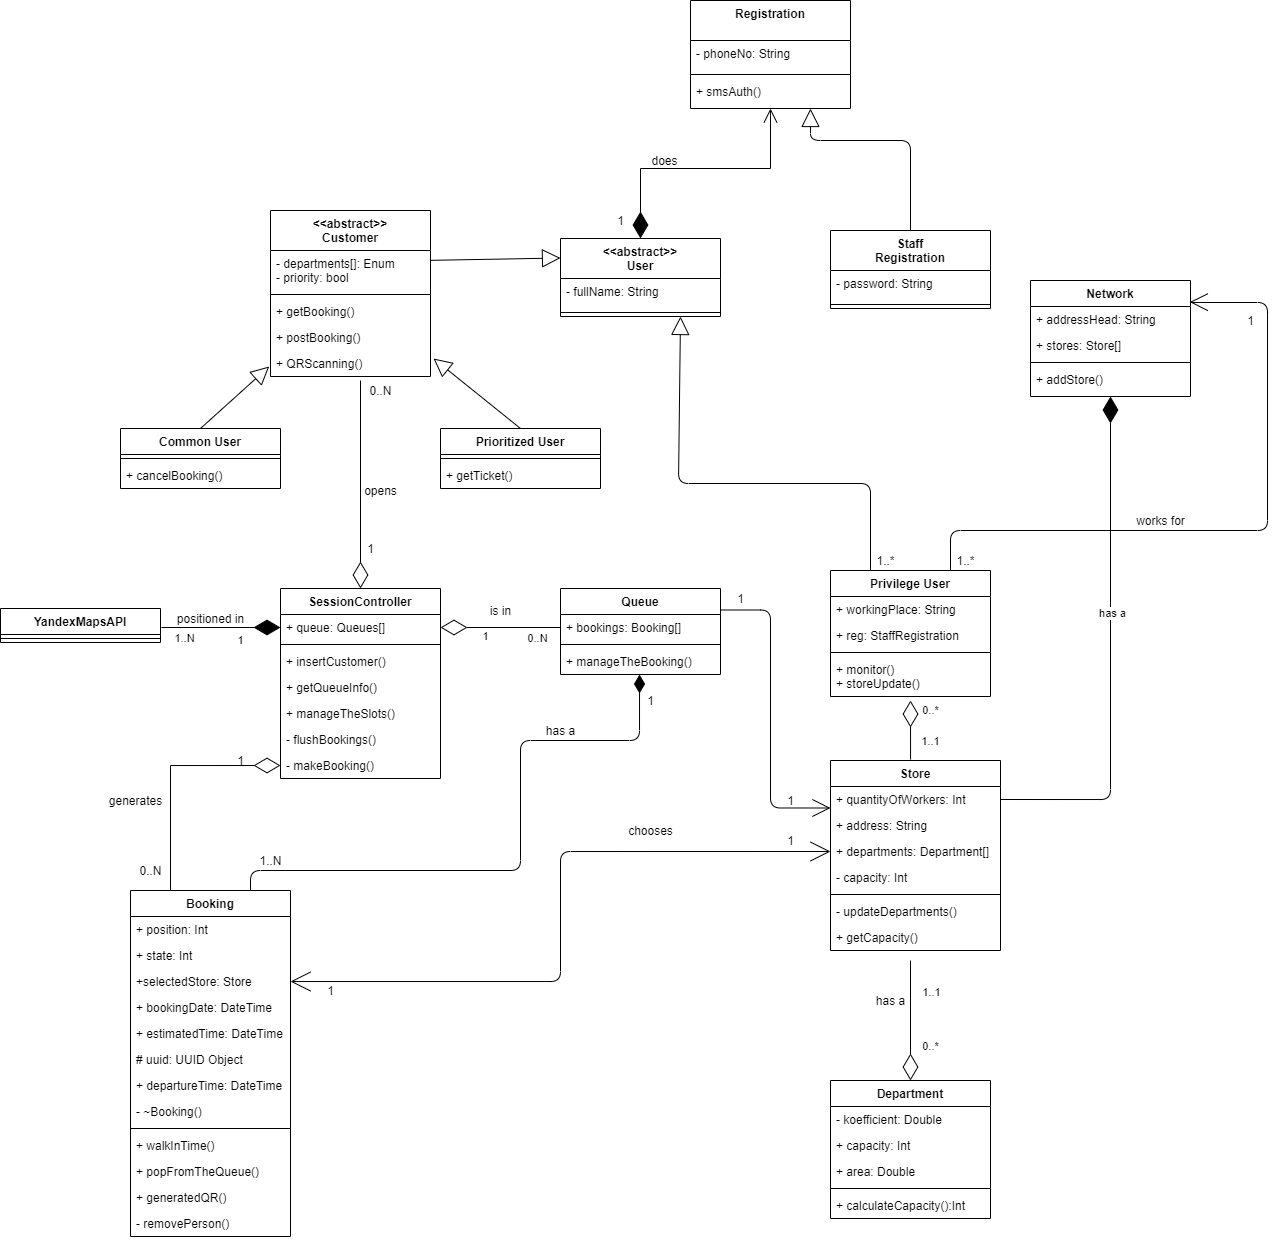 Registration
- phoneNo: String
+ smsAuth()
does
1
<<abstract>>
Customer
- departments[]: Enum
- priority: bool
+ getBooking()
+ postBooking()
+ QRScanning()
<<abstract>>
User
- fullName: String
Staff
Registration
- password: String
Network
+ addressHead: String
+ stores: Store[]
+ addStore()
1
0..N
Common User
+ cancelBooking()
Prioritized User
+ getTicket()
opens
1
works for
1..*
1..*
has a
SessionController
+ queue: Queues[]
+ insertCustomer()
+ getQueueInfo()
+ manageTheSlots()
- flushBookings()
- makeBooking()
YandexMapsAPI
positioned in
1..N
1
is in
1
0..N
Queue
+ bookings: Booking[]
+ manageTheBooking()
1
1
Privilege User
+ workingPlace: String
+ reg: StaffRegistration
+ monitor()
+ storeUpdate()
0..*
1..1
has a
1
generates
0..N
1..N
chooses
1
1
1
Store
+ quantityOfWorkers: Int
+ address: String
+ departments: Department[]
- capacity: Int
- updateDepartments()
+ getCapacity()
Booking
+ position: Int
+ state: Int
+selectedStore: Store
+ bookingDate: DateTime
+ estimatedTime: DateTime
# uuid: UUID Object
+ departureTime: DateTime
- ~Booking()
+ walkInTime()
+ popFromTheQueue()
+ generatedQR()
- removePerson()
has a
1..1
0..*
Department
- koefficient: Double
+ capacity: Int
+ area: Double
+ calculateCapacity():Int